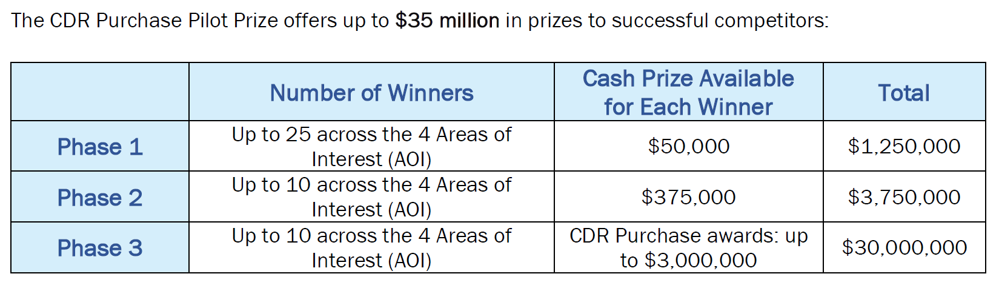 The CDR Purchase Pilot Prize offers up to $35 million in prizes to successful competitors:
Number of Winners
Cash Prize Available
for Each Winner
Total
Phase 1
Up to 25 across the 4 Areas of
Interest (AOI)
$50,000
$1,250,000
Phase 2
Up to 10 across the 4 Areas of
Interest (AOI)
$375,000
$3,750,000
Phase 3
Up to 10 across the 4 Areas of
Interest (AOI)
CDR Purchase awards: up
to $3,000,000
$30,000,000